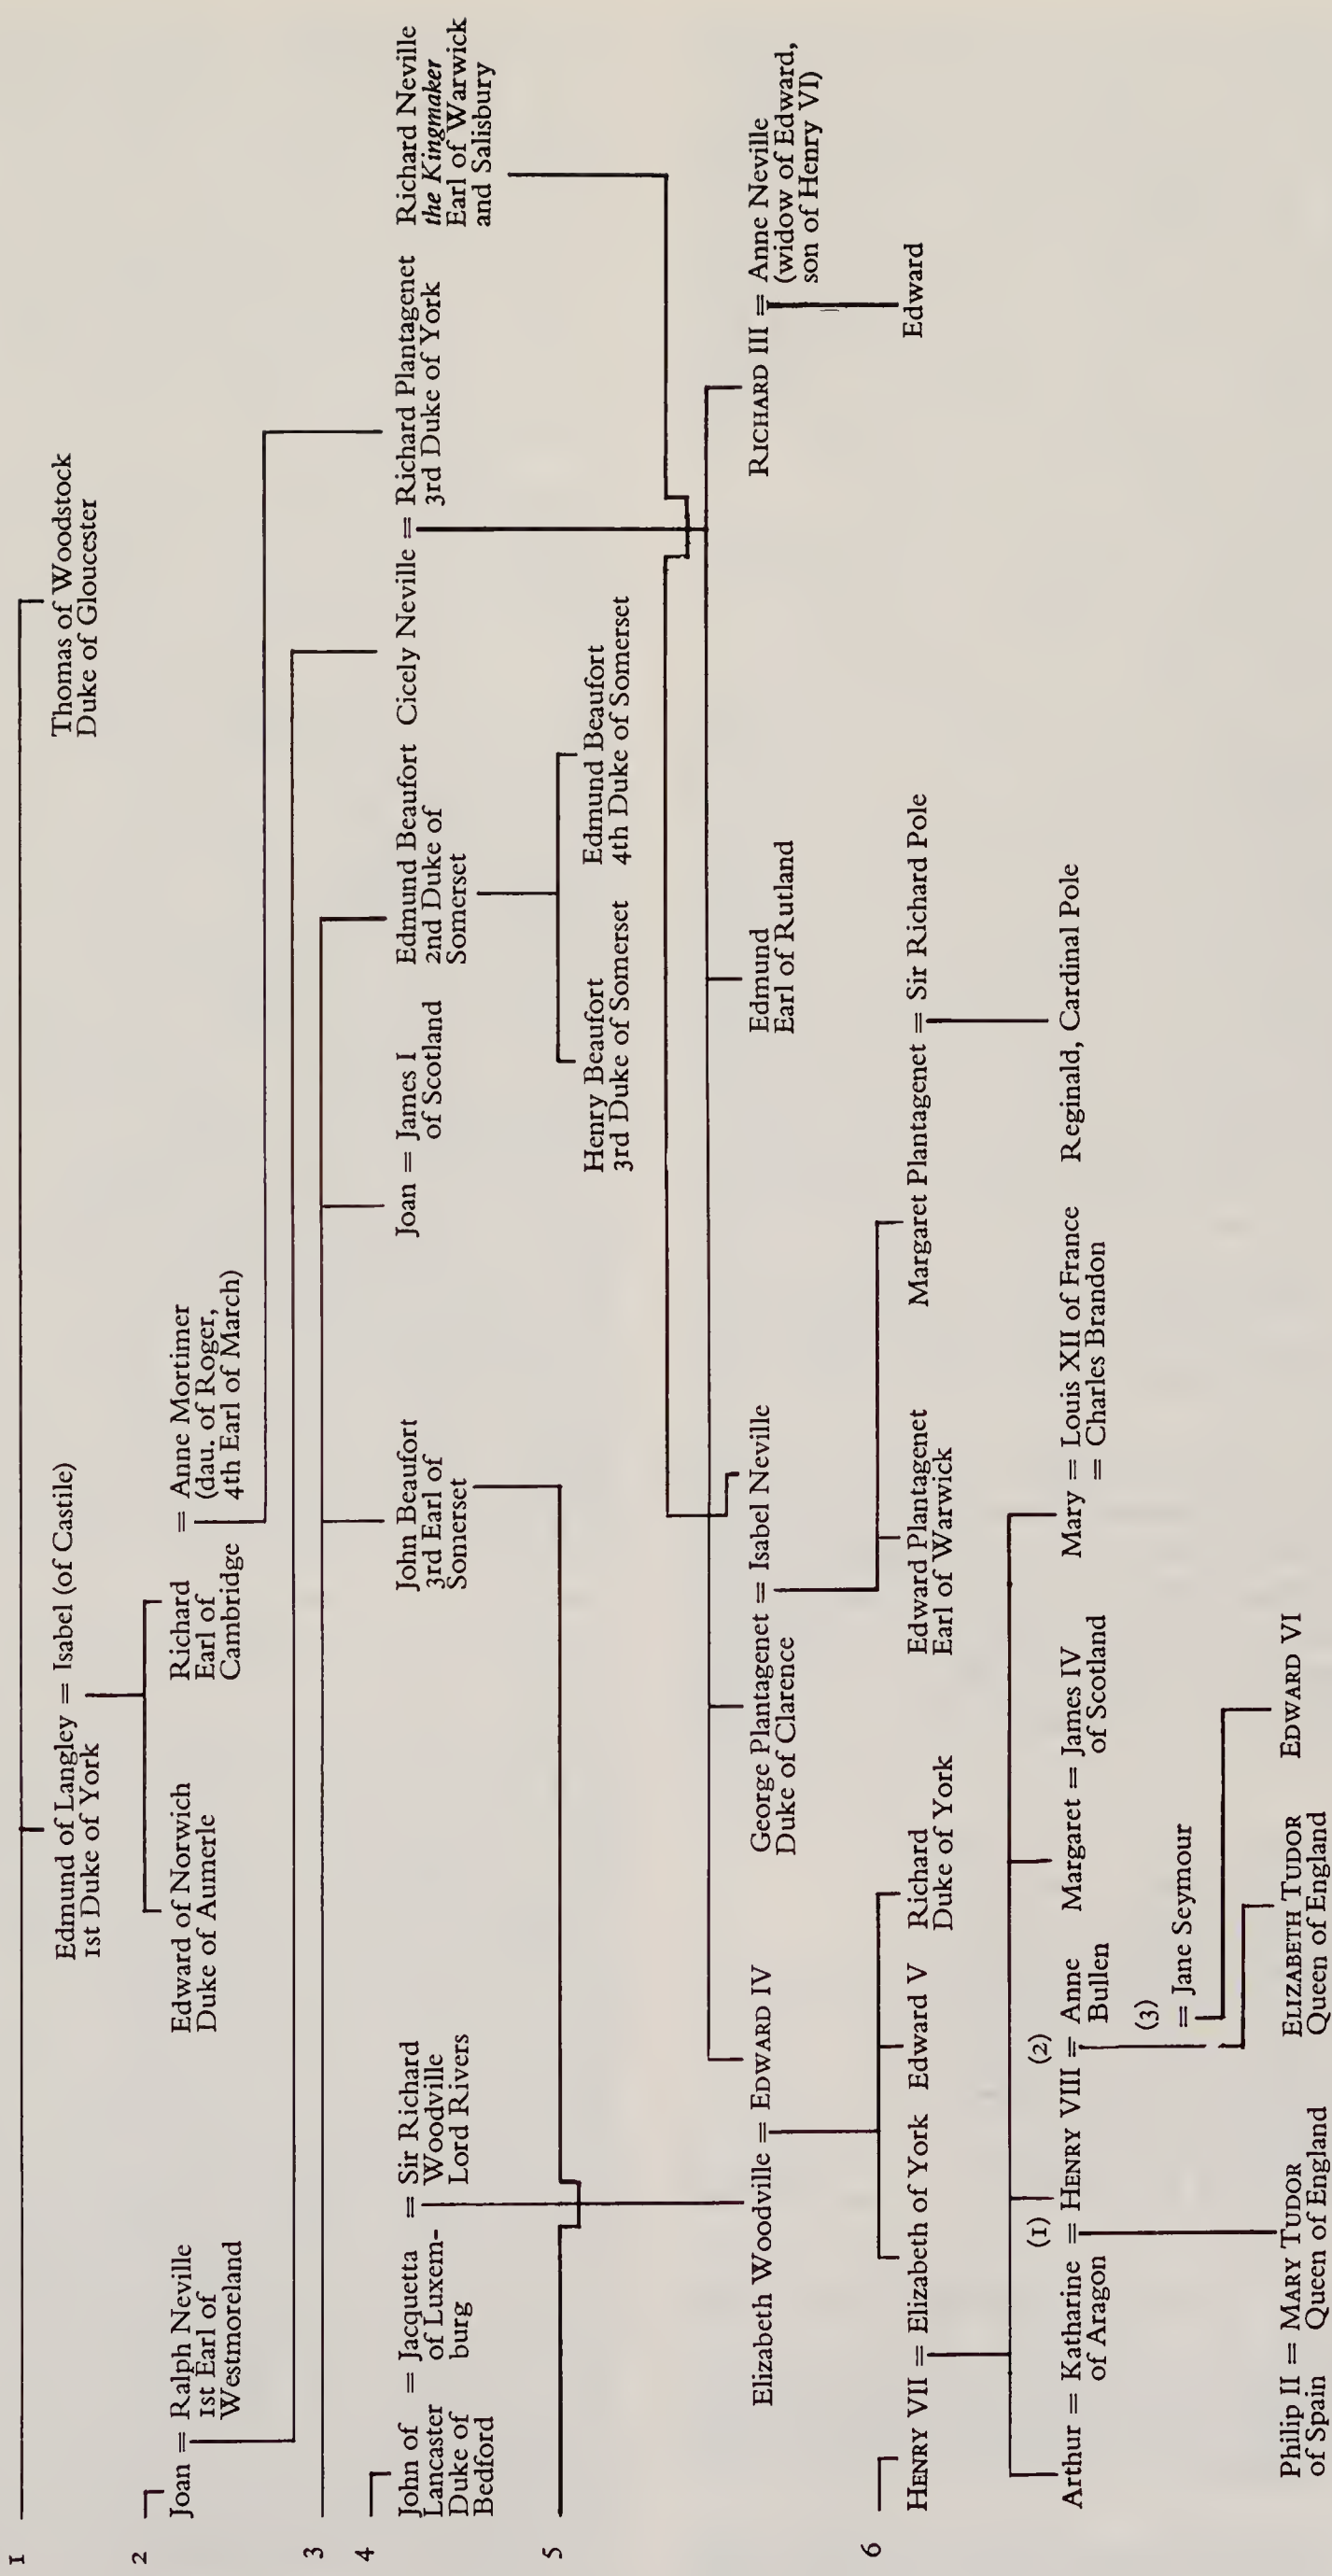 1
Edmund of Langley = Isabel (of Castile)
1st Duke of York
Thomas of Woodstock
Duke of Gloucester
2
Joan = Ralph Neville
1st Earl of
Westmoreland
Edward of Norwich
Duke of Aumerle
Richard
Earl of
Cambridge
= Anne Mortimer
(dau. of Roger,
4th Earl of March)
3
4
John of
Lancaster
Duke of
Bedford
= Jacquetta
of Luxem-
burg
= Sir Richard
Woodville
Lord Rivers
John Beaufort
3rd Earl of
Somerset
Joan = James I
of Scotland
Edmund Beaufort
2nd Duke of
Somerset
Cicely Neville = Richard Plantagenet
3rd Duke of York
Richard Neville
the Kingmaker
Earl of Warwick
and Salisbury
5
Henry Beaufort
3rd Duke of Somerset
Edmund Beaufort
4th Duke of Somerset
Elizabeth Woodville = EDWARD IV
George Plantagenet = Isabel Neville
Duke of Clarence
Edmund
Earl of Rutland
RICHARD III = Anne Neville
(widow of Edward,
son of Henry VI)
6
HENRY VII = Elizabeth of York
Edward V
Richard
Duke of York
Edward Plantagenet
Earl of Warwick
Margaret Plantagenet = Sir Richard Pole
Edward
(1)
(2)
Arthur = Katharine = HENRY VIII = Anne
of Aragon
Bullen
Margaret = James IV
of Scotland
Mary = Louis XII of France
= Charles Brandon
Reginald, Cardinal Pole
(3)
= Jane Seymour
Philip II = MARY TUDOR
of Spain
Queen of England
ELIZABETH TUDOR
Queen of England
EDWARD VI